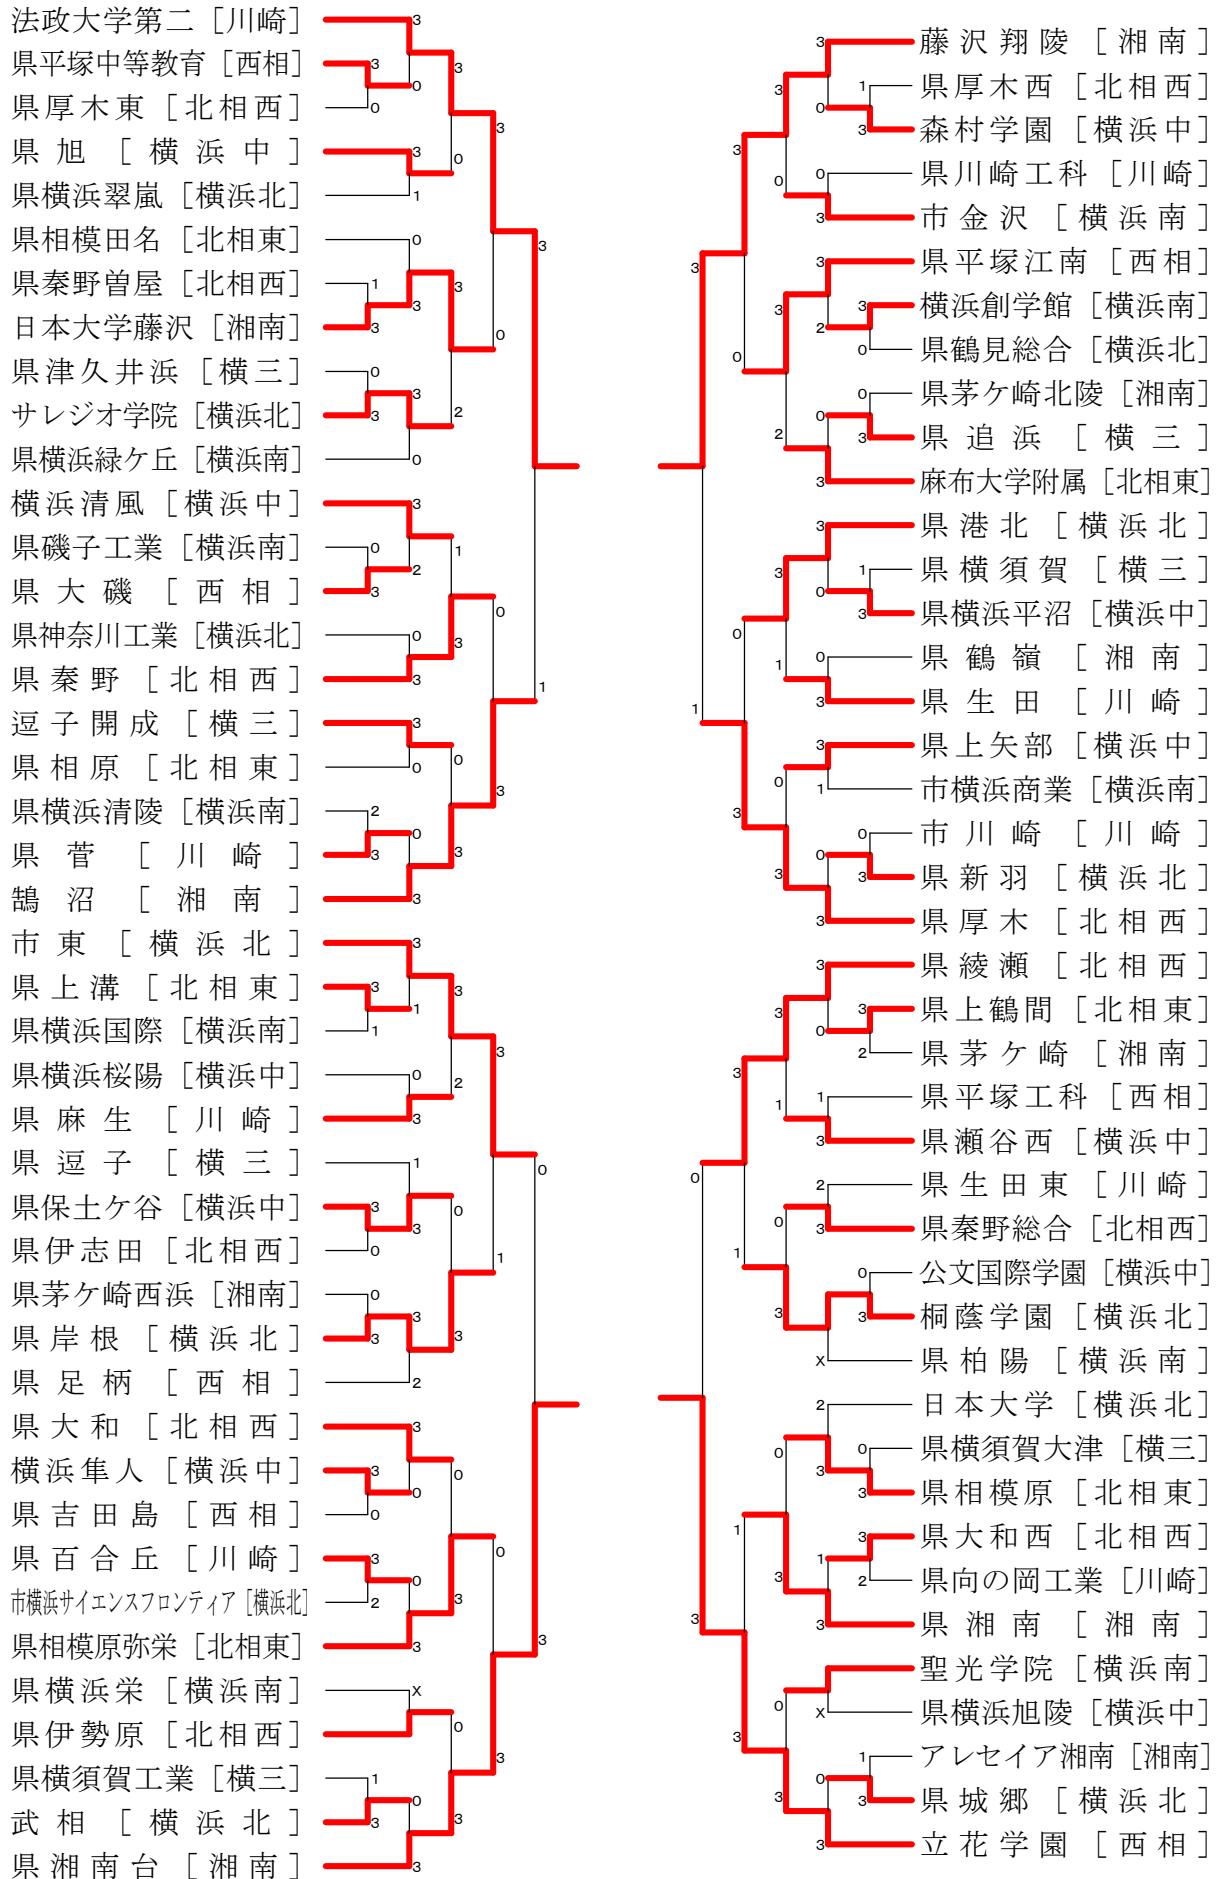 法政大学第二 [川崎]
県平塚中等教育 [西相]
県厚木東 [北相西]
県旭 [横浜中]
県横浜翠嵐 [横浜北]
県相模田名 [北相東]
県秦野曽屋 [北相西]
日本大学藤沢 [湘南]
県津久井浜 [横三]
サレジオ学院 [横浜北]
県横浜緑ケ丘 [横浜南]
横浜清風 [横浜中]
県磯子工業 [横浜南]
県大磯 [西相]
県神奈川工業 [横浜北]
県秦野 [北相西]
逗子開成 [横三]
県相原 [北相東]
県横浜清陵 [横浜南]
県菅 [川崎]
鵠沼 [湘南]
市東 [横浜北]
県上溝 [北相東]
県横浜国際 [横浜南]
県横浜桜陽 [横浜中]
県麻生 [川崎]
県逗子 [横三]
県保土ケ谷 [横浜中]
県伊志田 [北相西]
県茅ケ崎西浜 [湘南]
県岸根 [横浜北]
県足柄 [西相]
県大和 [北相西]
横浜隼人 [横浜中]
県吉田島 [西相]
県百合丘 [川崎]
市横浜サイエンスフロンティア [横浜北]
県相模原弥栄 [北相東]
県横浜栄 [横浜南]
県伊勢原 [北相西]
県横須賀工業 [横三]
武相 [横浜北]
県湘南台 [湘南]
藤沢翔陵 [湘南]
県厚木西 [北相西]
森村学園 [横浜中]
県川崎工科 [川崎]
市金沢 [横浜南]
県平塚江南 [西相]
横浜創学館 [横浜南]
県鶴見総合 [横浜北]
県茅ケ崎北陵 [湘南]
県追浜 [横三]
麻布大学附属 [北相東]
県港北 [横浜北]
県横須賀 [横三]
県横浜平沼 [横浜中]
県鶴嶺 [湘南]
県生田 [川崎]
県上矢部 [横浜中]
市横浜商業 [横浜南]
市川崎 [川崎]
県新羽 [横浜北]
県厚木 [北相西]
県綾瀬 [北相西]
県上鶴間 [北相東]
県茅ケ崎 [湘南]
県平塚工科 [西相]
県瀬谷西 [横浜中]
県生田東 [川崎]
県秦野総合 [北相西]
公文国際学園 [横浜中]
桐蔭学園 [横浜北]
県柏陽 [横浜南]
日本大学 [横浜北]
県横須賀大津 [横三]
県相模原 [北相東]
県大和西 [北相西]
県向の岡工業 [川崎]
県湘南 [湘南]
聖光学院 [横浜南]
県横浜旭陵 [横浜中]
アレセイア湘南 [湘南]
県城郷 [横浜北]
立花学園 [西相]